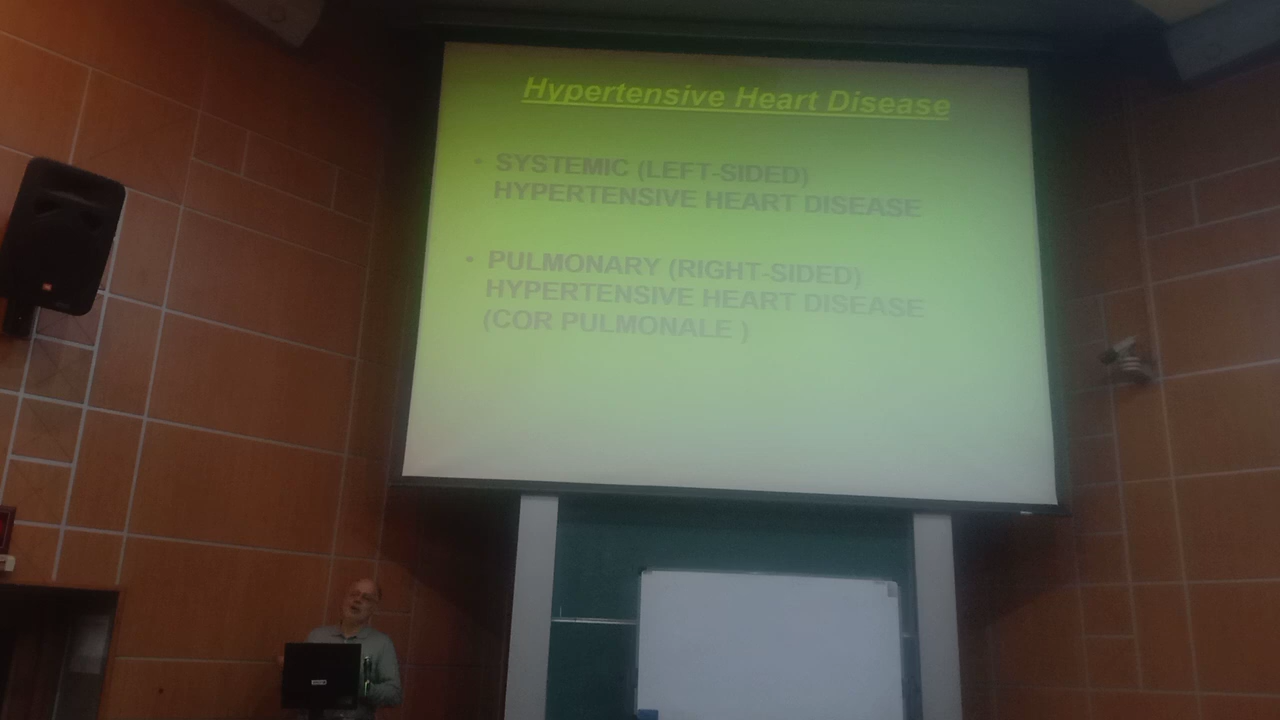 Hypertensive Heart Disease
• SYSTEMIC (LEFT-SIDED)
HYPERTENSIVE HEART DISEASE
• PULMONARY (RIGHT-SIDED)
HYPERTENSIVE HEART DISEASE
(COR PULMONALE )